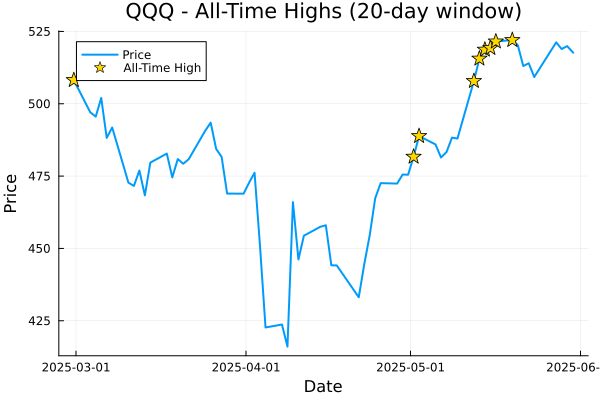 QQQ - All-Time Highs (20-day window)
525
500
475
450
425
Price
Price
All-Time High
2025-03-01
2025-04-01
2025-05-01
2025-06-
Date